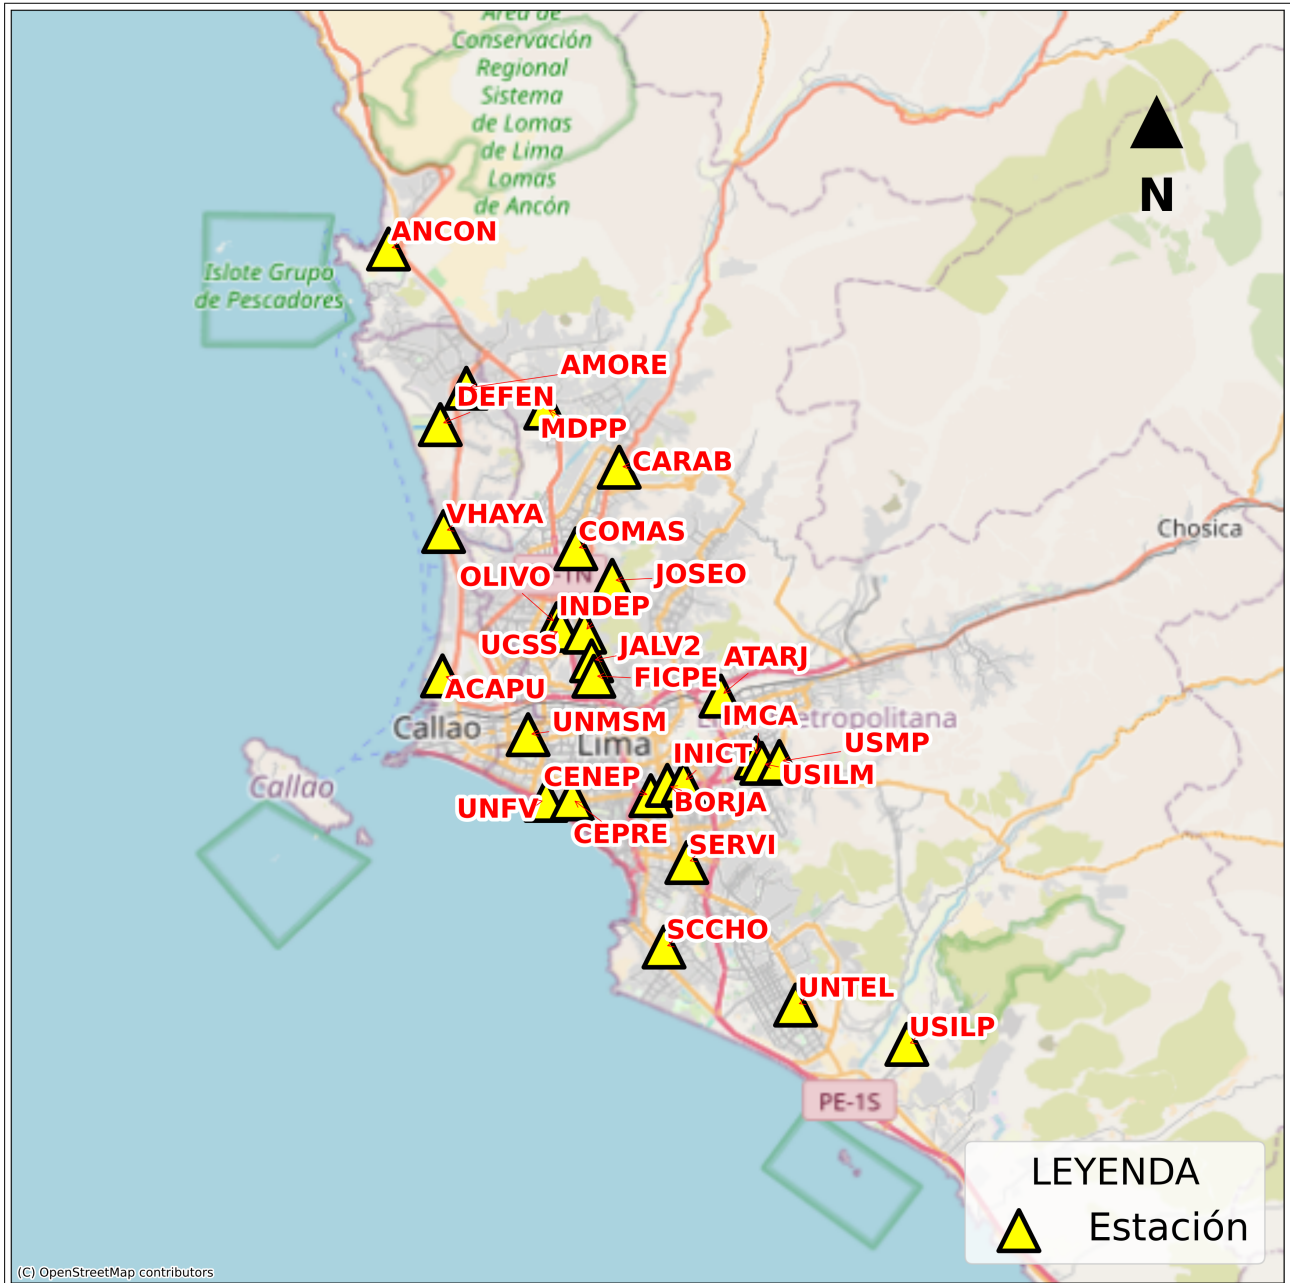 Área de
Conservación
Regional
Sistema
de Lomas
de Lima
Lomas
de Ancón
N
ANCON
Islote Grupo
de Pescadores
AMORE
DEFEN
MDPP
CARAB
VHAYA
COMAS
Chosica
OLIVO
-1N
JOSEO
INDEP
UCSS
JALV2
ATARJ
FICPE
ACAPU
IMCA
etropolitana
UNMSM
Callao
Lima
USMP
INICT
USILM
CENEP
Callao
BORJA
UNFV
CEPRE
SERVI
SCCHO
UNTEL
USILP
PE-1S
LEYENDA
Estación
(C) OpenStreetMap contributors